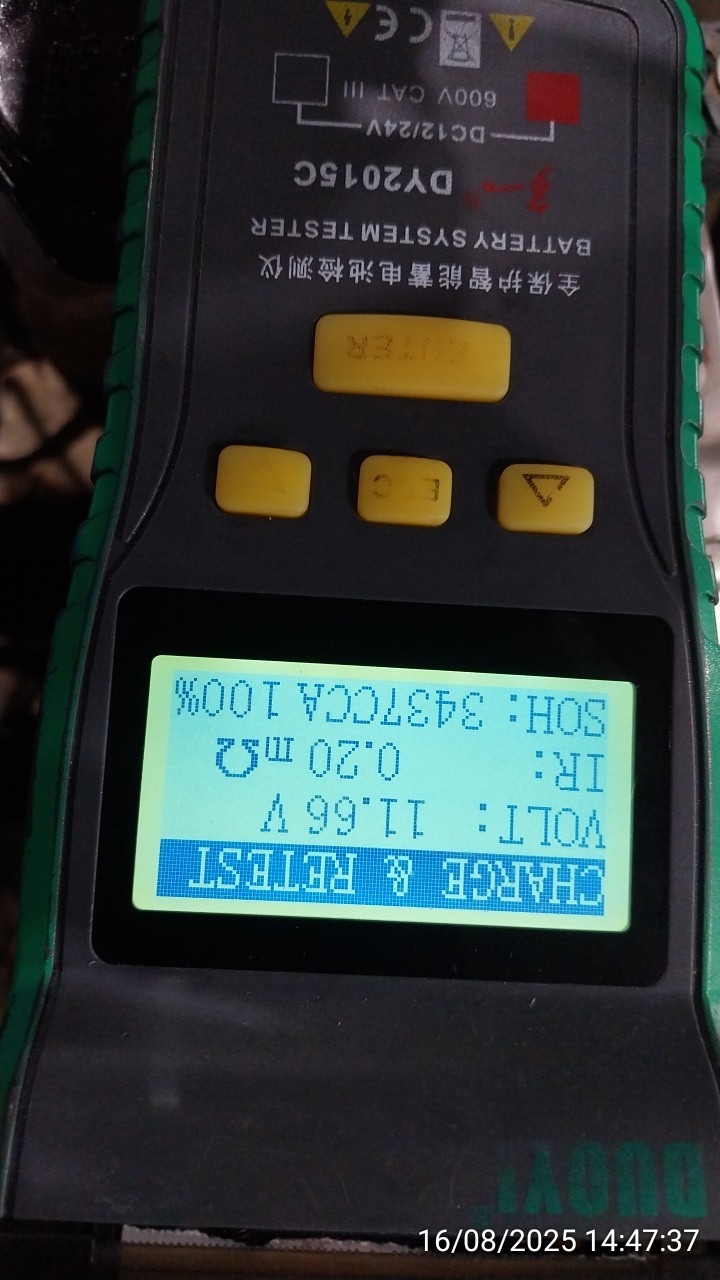 DUOYI
CHARGE & RETEST
VOLT: 11.66 V
IR: 0.20 mΩ
SOH: 3437CCA 100%
ENTER
全保护智能蓄电池检测仪
BATTERY SYSTEM TESTER
DY2015C
DC12/24V
600V CAT III
CE
16/08/2025 14:47:37